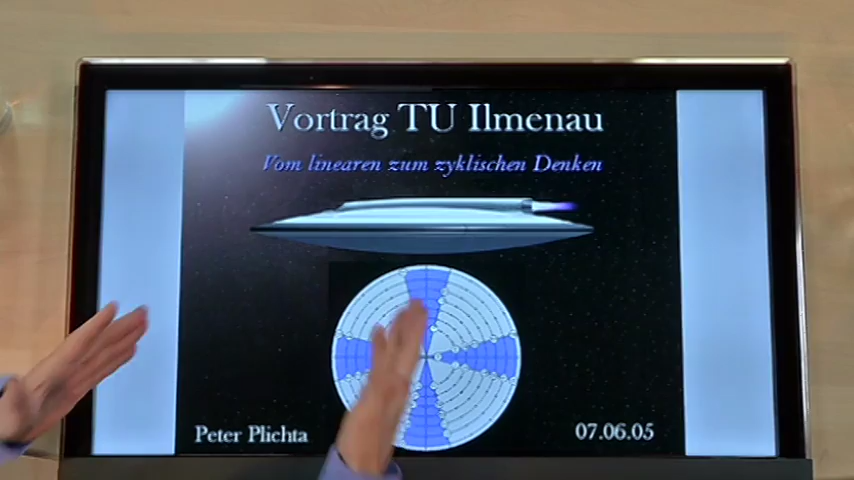 Vortrag TU Ilmenau
Vom linearen zum zyklischen Denken
Peter Plichta
07.06.05